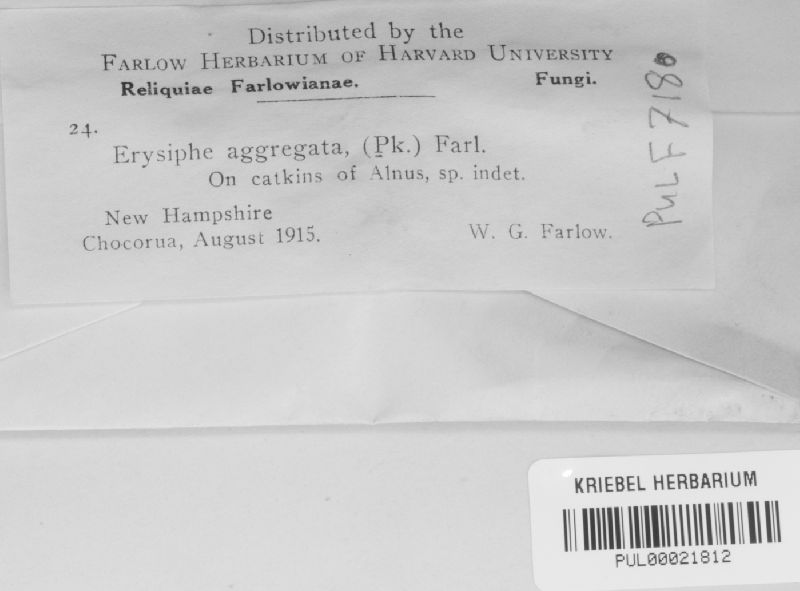 Distributed by the
FARLOW HERBARIUM OF HARVARD UNIVERSITY
Reliquiae Farlowianae. Fungi.
24.
Erysiphe aggregata, (Pk.) Farl.
On catkins of Alnus, sp. indet.
New Hampshire
Chocorua, August 1915. W. G. Farlow.
PUL F 7180
KRIEBEL HERBARIUM
PUL00021812